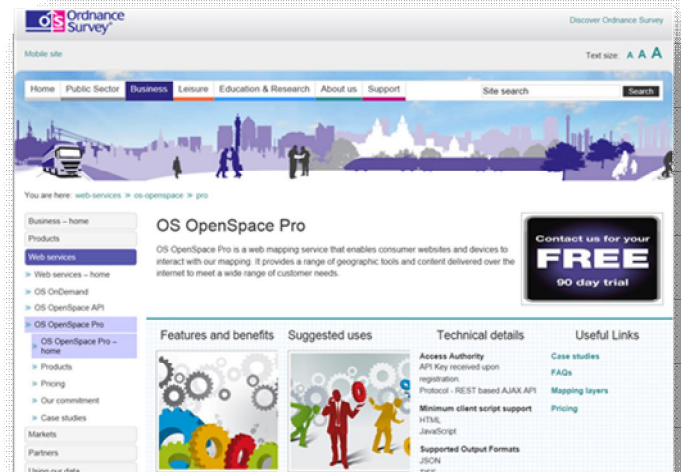 Ordnance
Survey
Discover Ordnance Survey
Mobile site
Text size: A A A
Home Public Sector Business Leisure Education & Research About us Support
Site search Search
You are here: web-services » os-openspace » pro
Business – home
Products
Web services
» Web services – home
» OS OnDemand
» OS OpenSpace API
» OS OpenSpace Pro
» OS OpenSpace Pro –
home
» Products
» Pricing
» Our commitment
» Case studies
Markets
Partners
Using our data
OS OpenSpace Pro
OS OpenSpace Pro is a web mapping service that enables consumer websites and devices to
interact with our mapping. It provides a range of geographic tools and content delivered over the
internet to meet a wide range of customer needs.
Contact us for your
FREE
90 day trial
Features and benefits
Suggested uses
Technical details
Access Authority
API Key received upon
registration.
Protocol - REST based AJAX API
Minimum client script support
HTML
JavaScript
Supported Output Formats
JSON
Useful Links
Case studies
FAQs
Mapping layers
Pricing